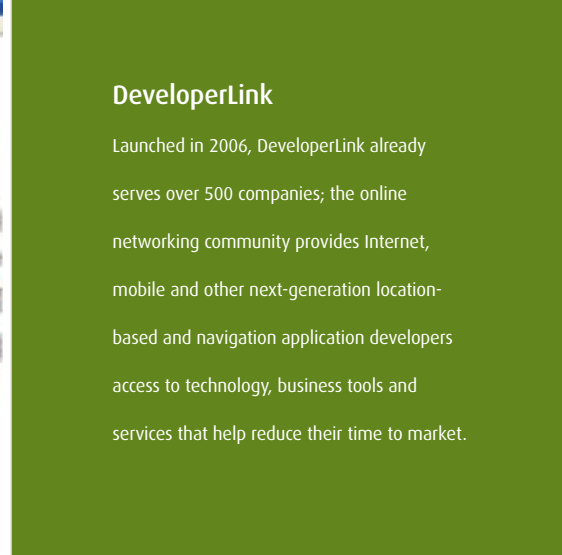 DeveloperLink
Launched in 2006, DeveloperLink already
serves over 500 companies; the online
networking community provides Internet,
mobile and other next-generation location-
based and navigation application developers
access to technology, business tools and
services that help reduce their time to market.